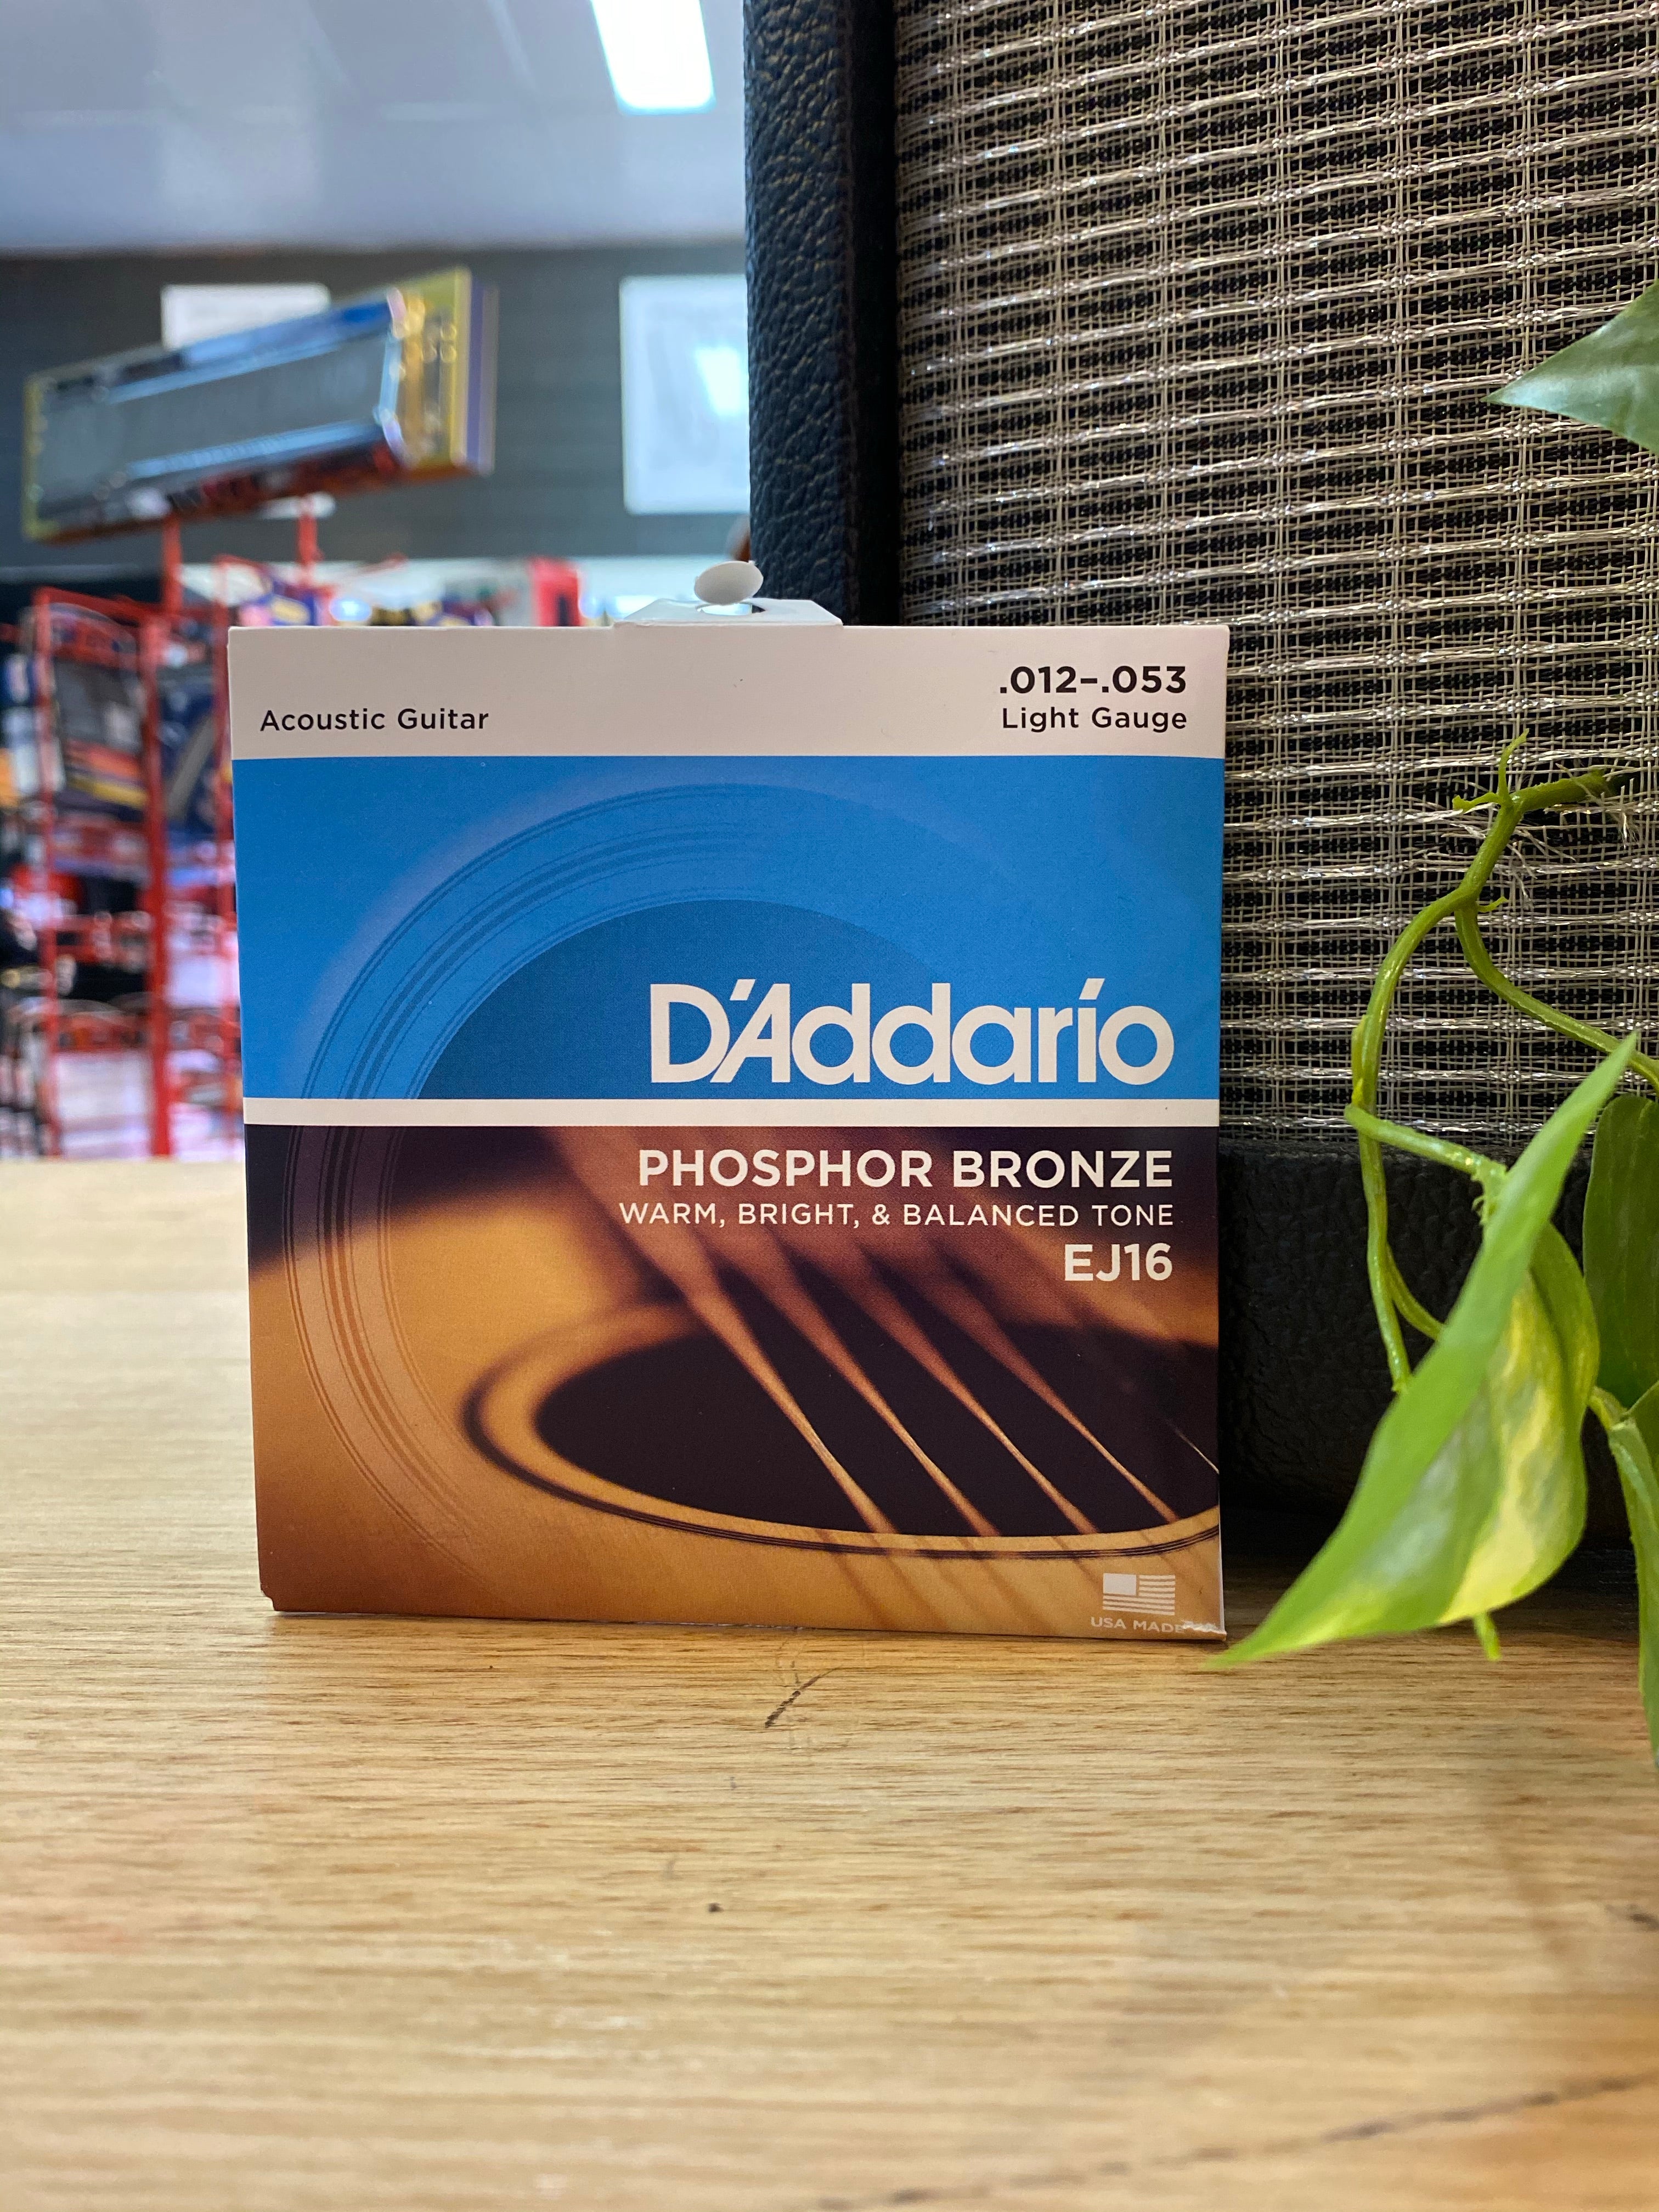 .012–.053
Acoustic Guitar
Light Gauge
D'Addario
PHOSPHOR BRONZE
WARM, BRIGHT, & BALANCED TONE
EJ16
USA MADE